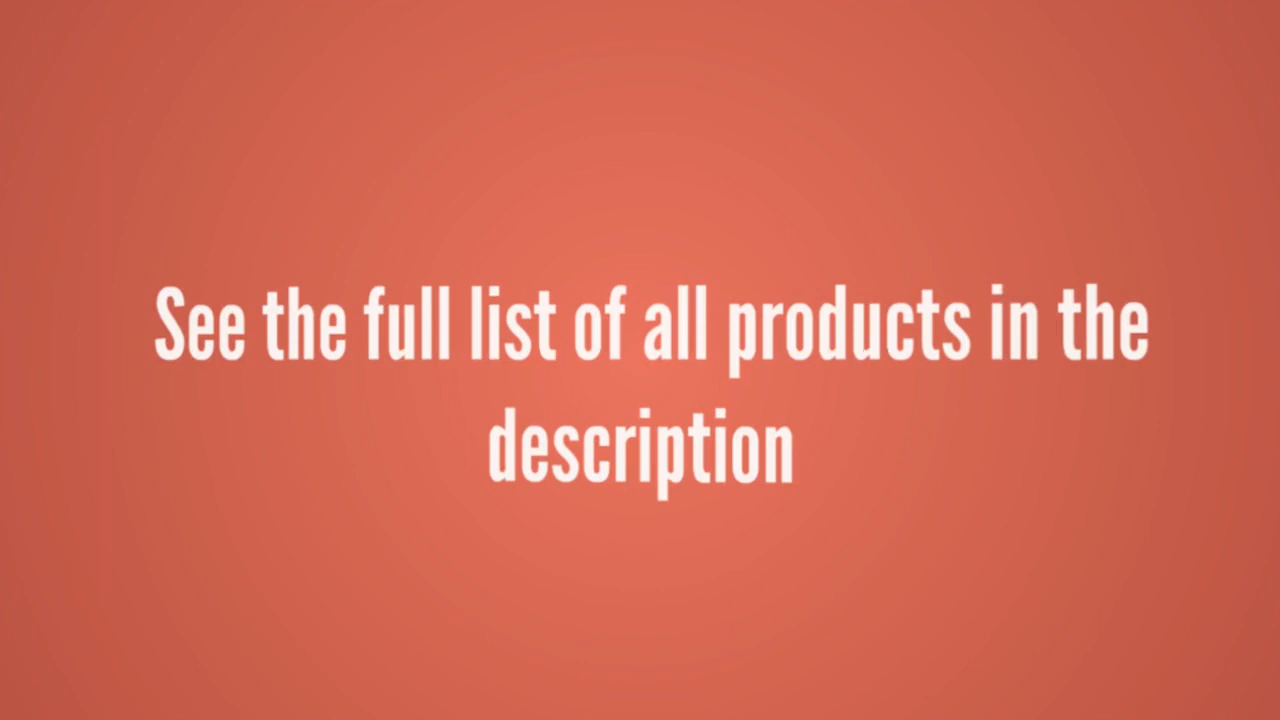 See the full list of all products in the
description